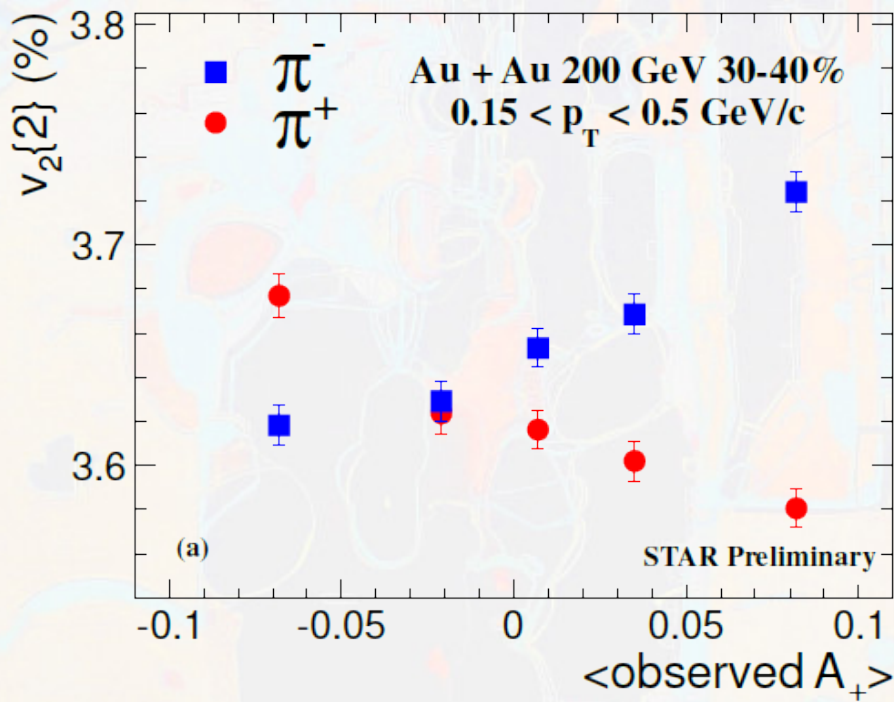 3.8
3.7
3.6
v₂{2} (%)
π⁻
π⁺
Au + Au 200 GeV 30-40%
0.15 < p_T < 0.5 GeV/c
(a)
STAR Preliminary
-0.1 -0.05 0 0.05 0.1
<observed A₊>